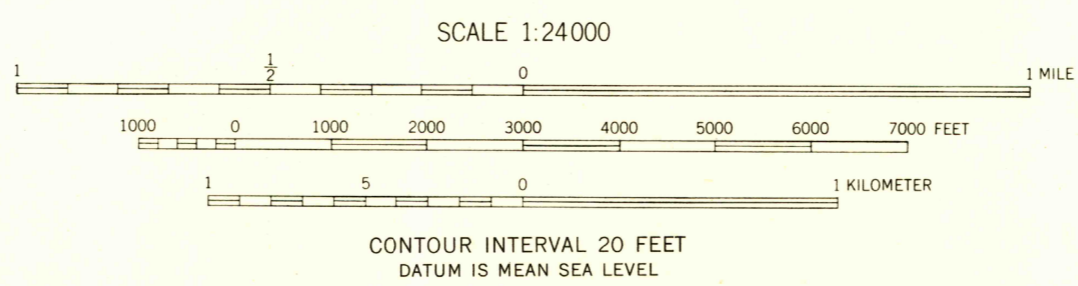 SCALE 1:24000
1 1/2 0 1 MILE
1000 0 1000 2000 3000 4000 5000 6000 7000 FEET
1 5 0 1 KILOMETER
CONTOUR INTERVAL 20 FEET
DATUM IS MEAN SEA LEVEL